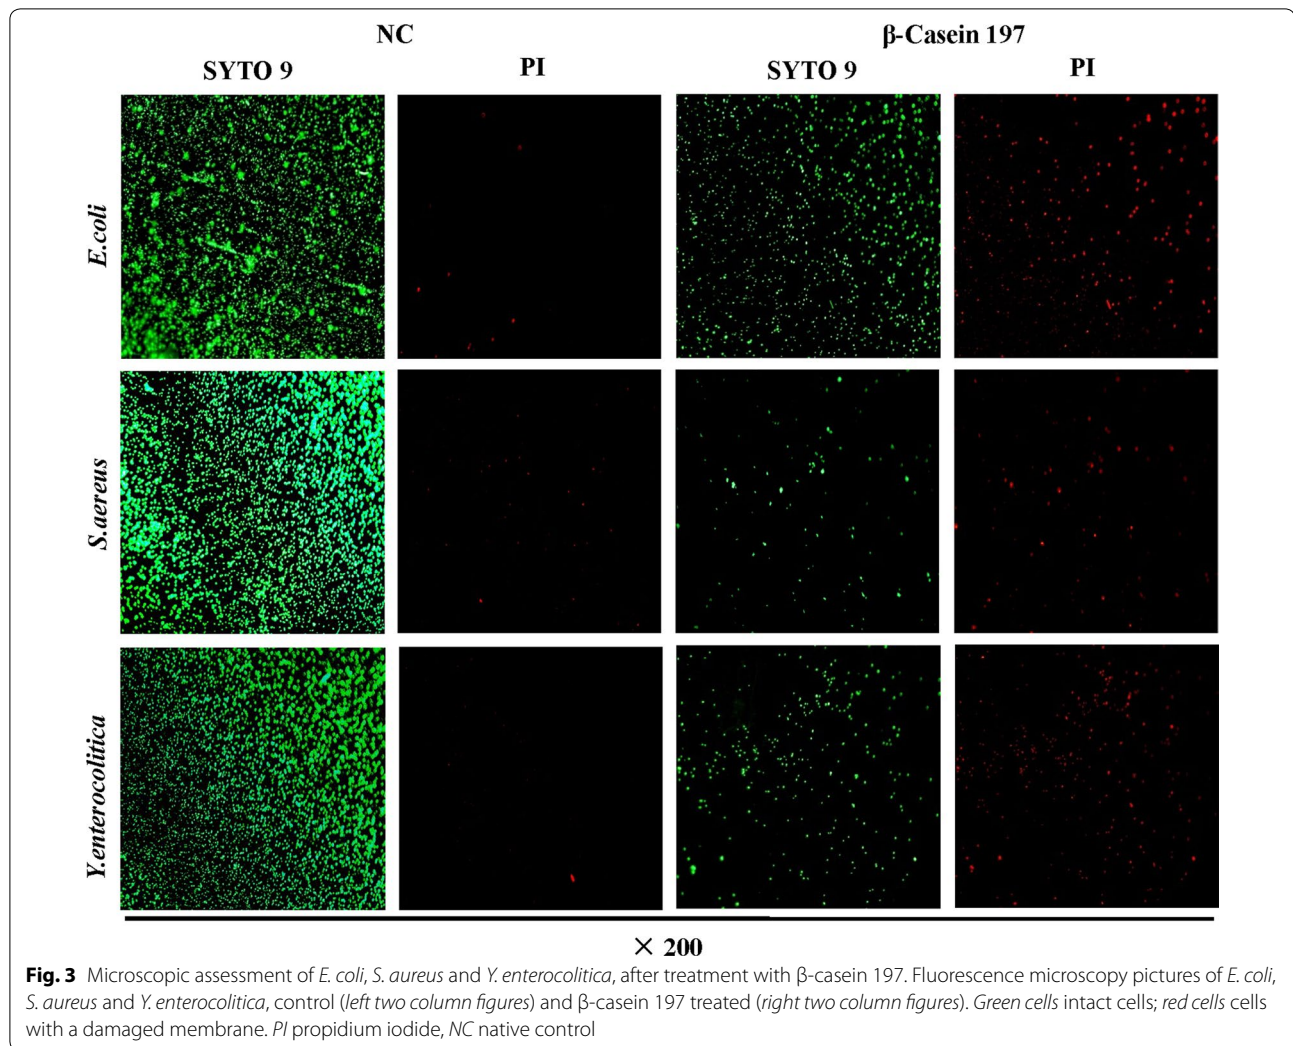 NC β-Casein 197
SYTO 9 PI SYTO 9 PI
E.coli
S.aereus
Y.enterocolitica
× 200
Fig. 3 Microscopic assessment of E. coli, S. aureus and Y. enterocolitica, after treatment with β-casein 197. Fluorescence microscopy pictures of E. coli,
S. aureus and Y. enterocolitica, control (left two column figures) and β-casein 197 treated (right two column figures). Green cells intact cells; red cells cells
with a damaged membrane. PI propidium iodide, NC native control